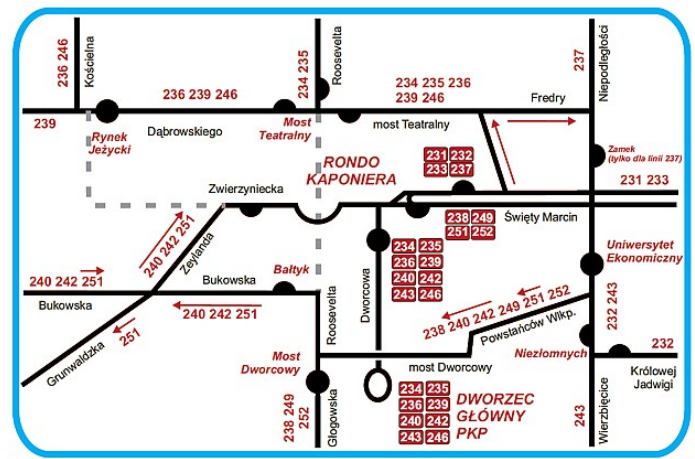 236 246
Kościelna
234 235
Roosevelta
237
Niepodległości
236 239 246
234 235 236
239 246
Fredry
239
Rynek
Jeżycki
Dąbrowskiego
Most
Teatralny
most Teatralny
RONDO
KAPONIERA
231 232
233 237
Zamek
(tylko dla linii 237)
Zwierzyniecka
231 233
238 249
251 252
Święty Marcin
240 242 251
Zeylanda
234 235
236 239
240 242
243 246
Uniwersytet
Ekonomiczny
240 242 251
Bukowska
Bukowska
Bałtyk
240 242 251
251
Grunwaldzka
Roosevelta
Dworcowa
238 240 242 249 251 252
Powstańców Wlkp.
232 243
Most
Dworcowy
most Dworcowy
Niezłomnych
232
Królowej
Jadwigi
238 249
252
Głogowska
234 235
236 239
240 242
243 246
DWORZEC
GŁÓWNY
PKP
243
Wierzbięcice